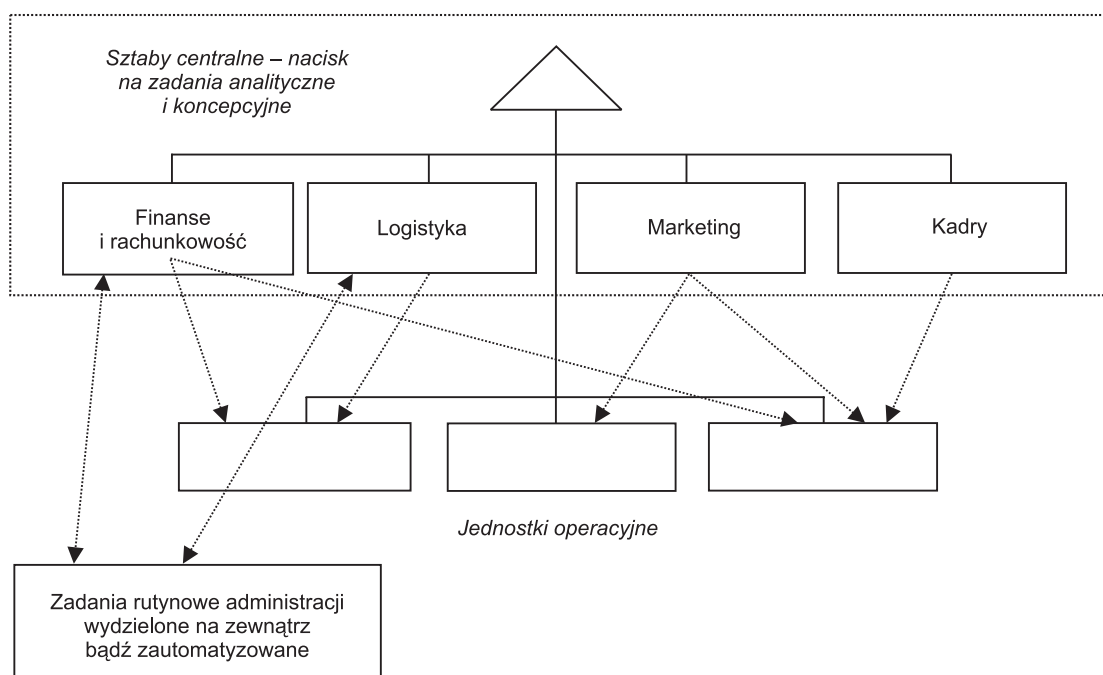 Sztaby centralne – nacisk
na zadania analityczne
i koncepcyjne
Finanse
i rachunkowość
Logistyka
Marketing
Kadry
Jednostki operacyjne
Zadania rutynowe administracji
wydzielone na zewnątrz
bądź zautomatyzowane